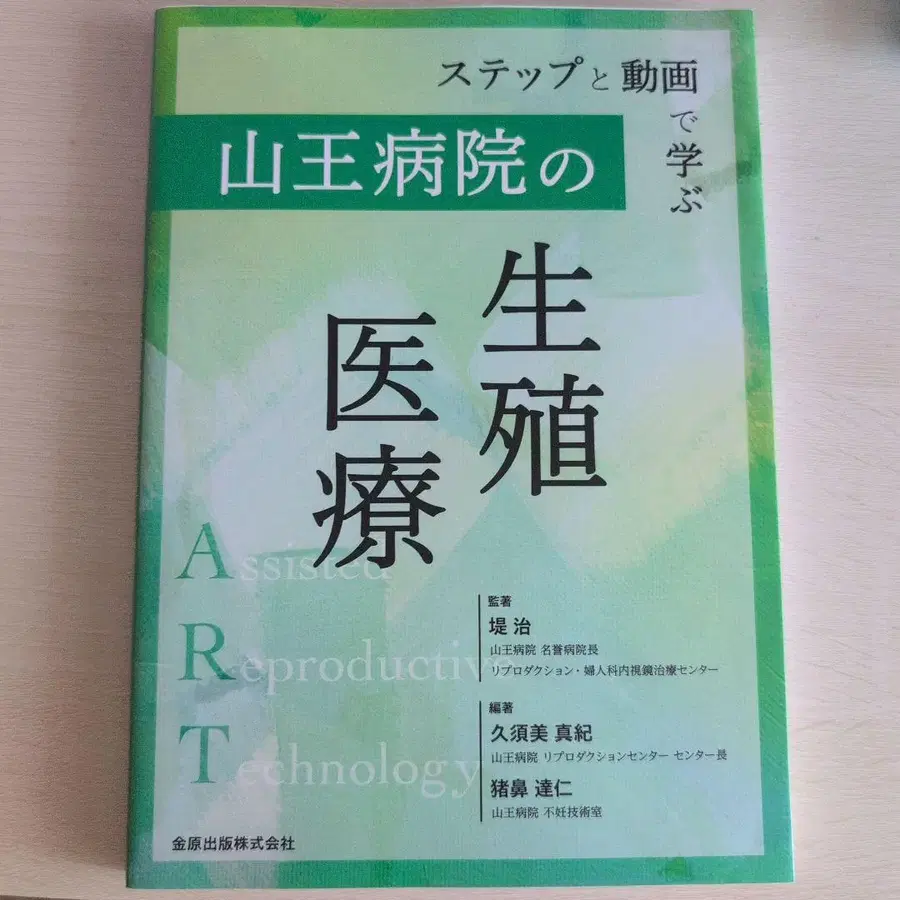 ステップと動画で学ぶ
山王病院の
生殖
医療
Assisted
Reproductive
Technology
監著
堤 治
山王病院 名誉病院長
リプロダクション・婦人科内視鏡治療センター
編著
久須美 真紀
山王病院 リプロダクションセンター センター長
猪鼻 達仁
山王病院 不妊技術室
金原出版株式会社